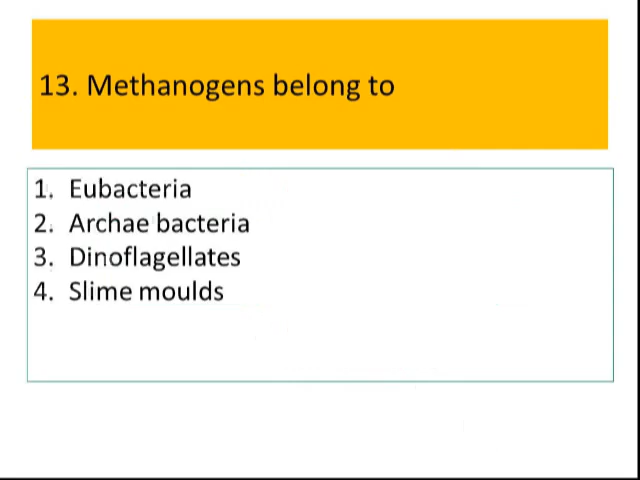 13. Methanogens belong to
1. Eubacteria
2. Archae bacteria
3. Dinoflagellates
4. Slime moulds